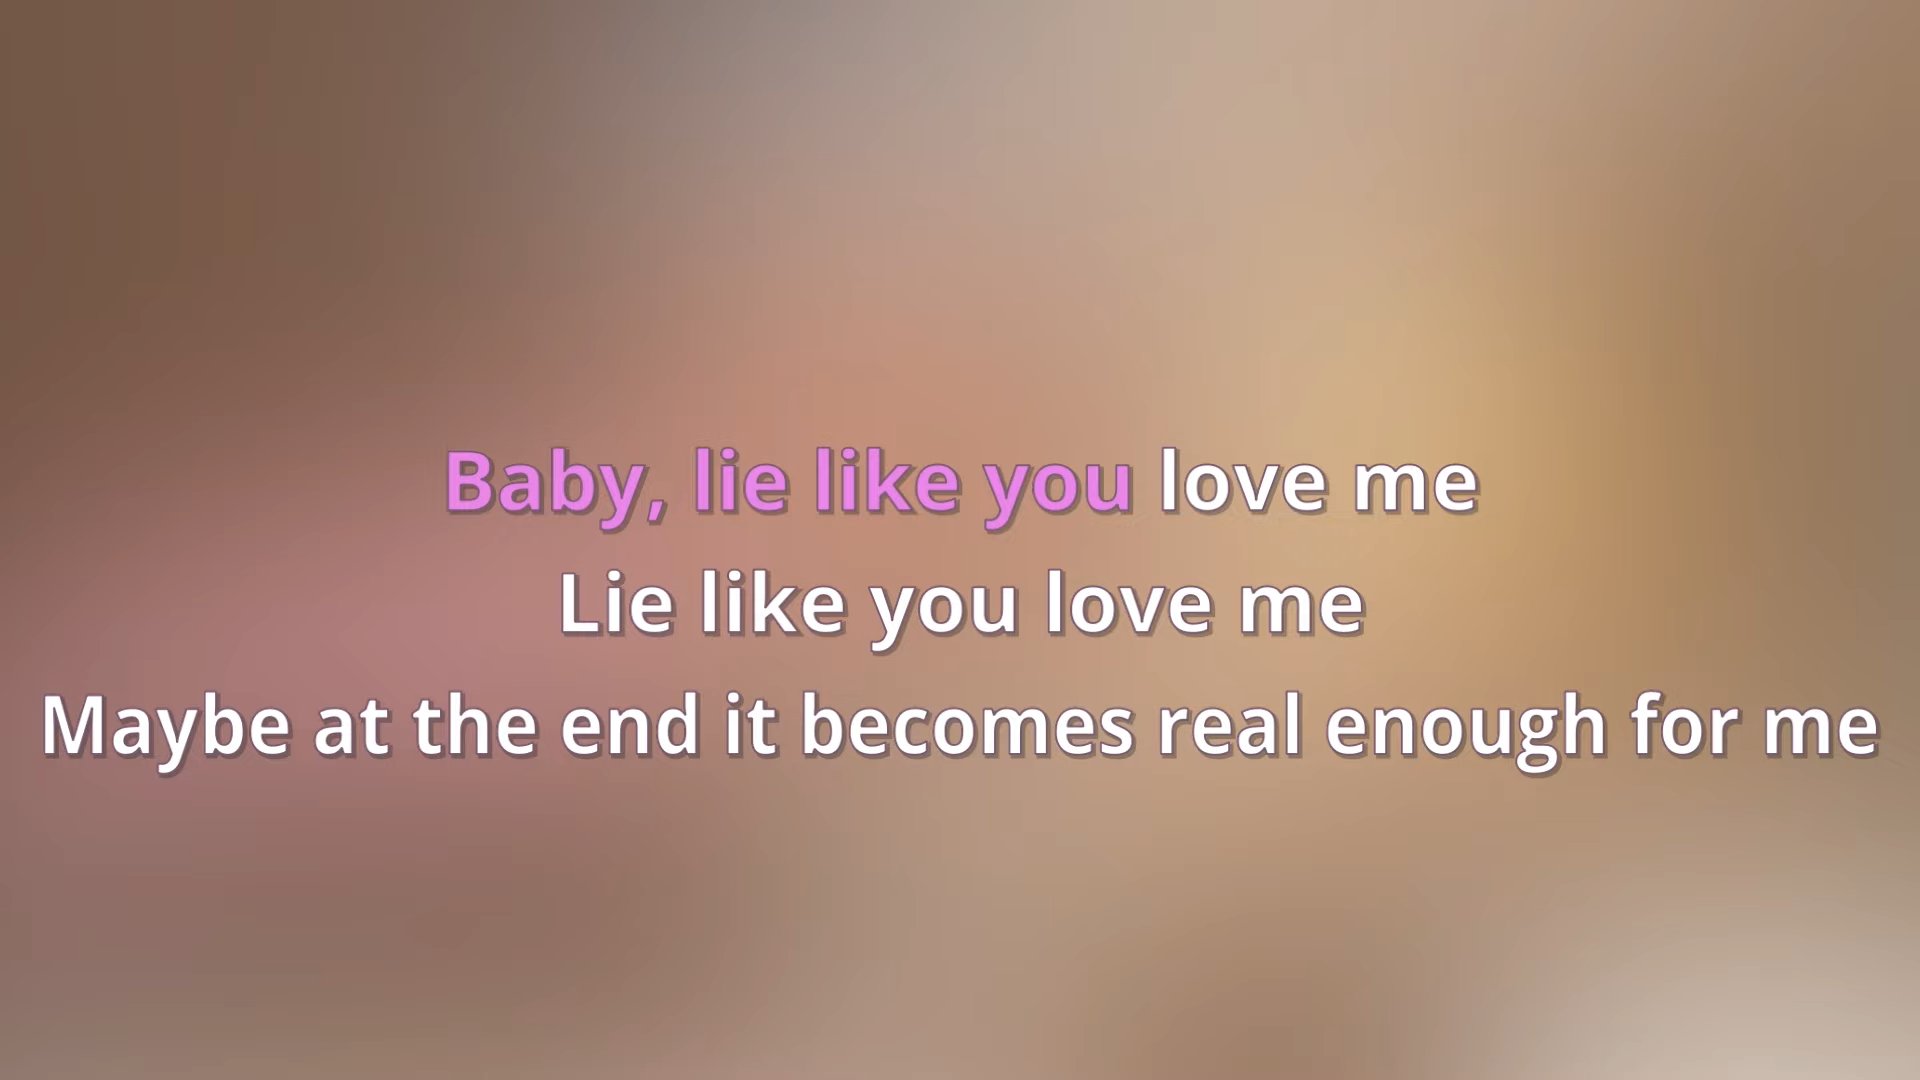 Baby, lie like you love me
Lie like you love me
Maybe at the end it becomes real enough for me